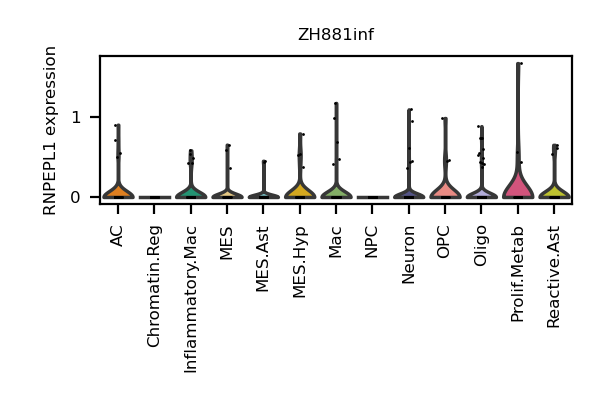 ZH881inf
RNPEPL1 expression
1
0
AC
Chromatin.Reg
Inflammatory.Mac
MES
MES.Ast
MES.Hyp
Mac
NPC
Neuron
OPC
Oligo
Prolif.Metab
Reactive.Ast